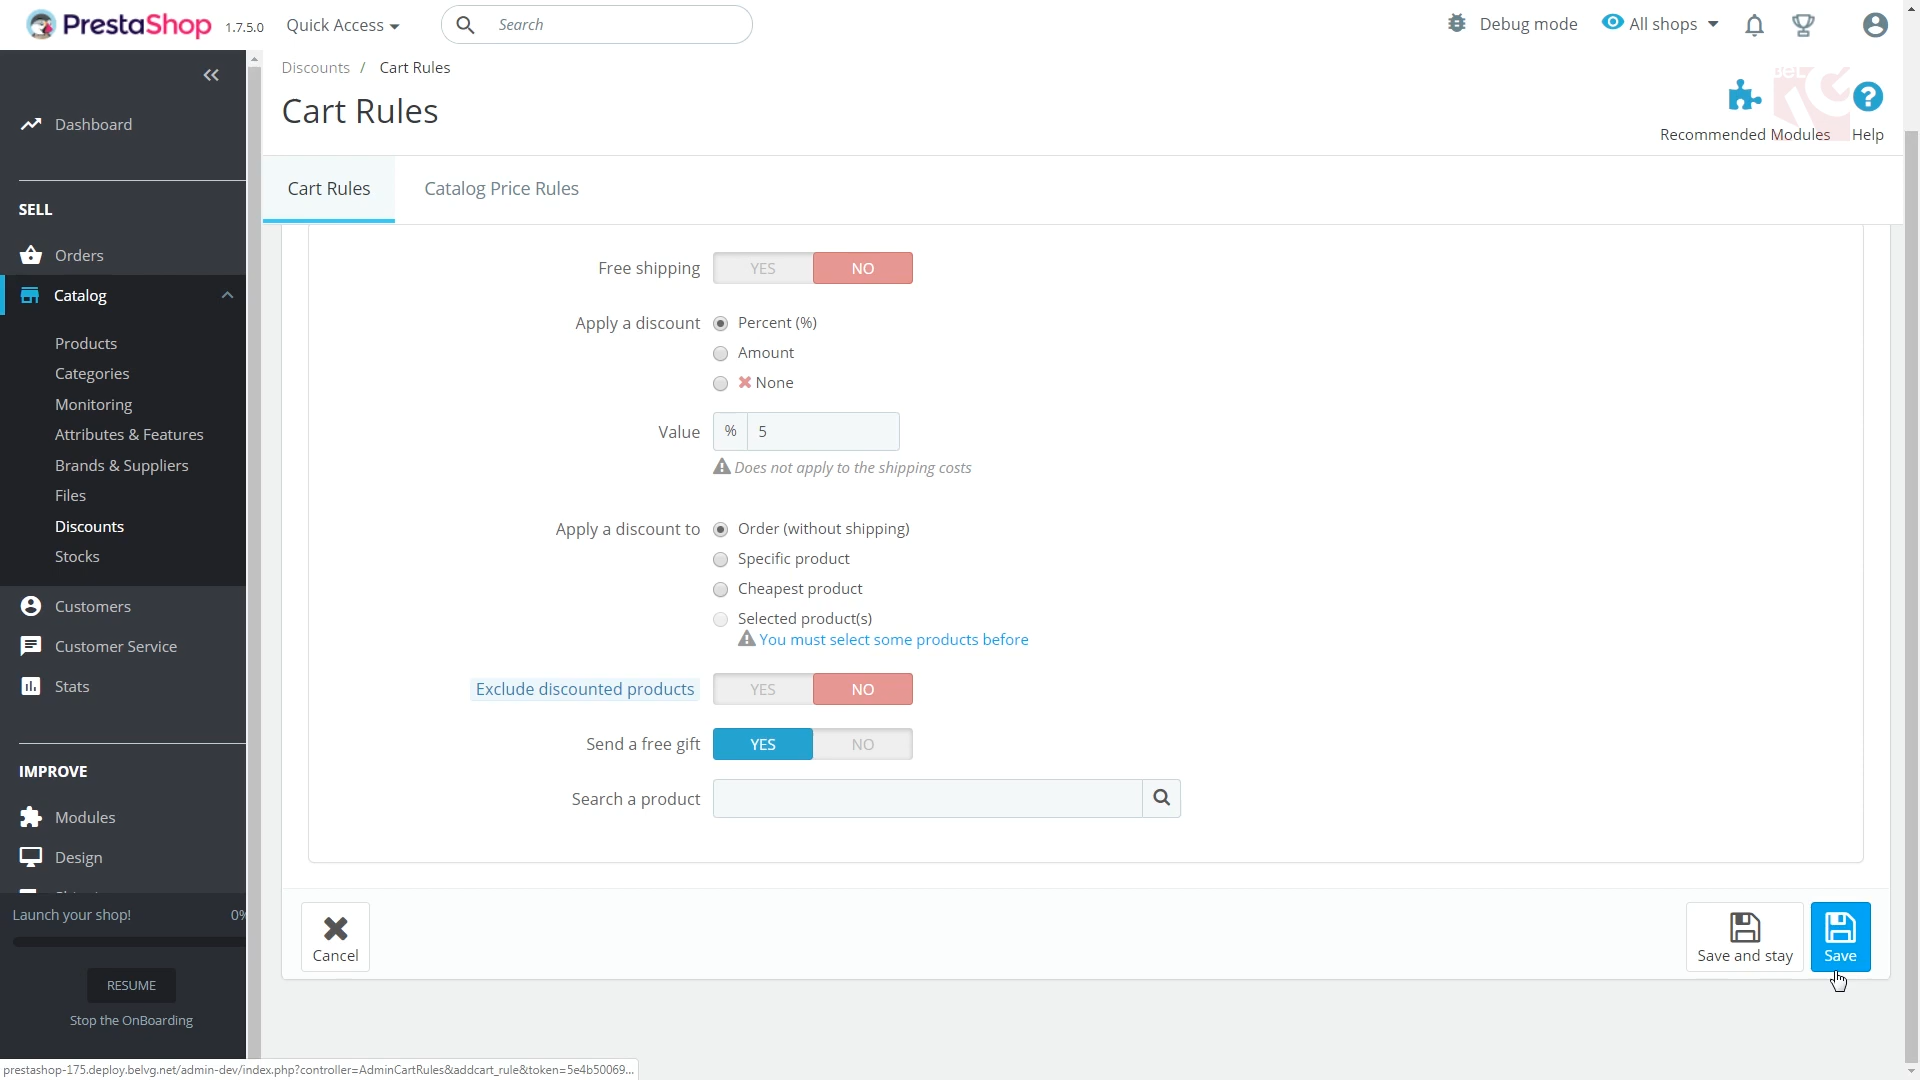 PrestaShop 1.7.5.0 Quick Access Search Debug mode All shops
Discounts / Cart Rules
Cart Rules
Recommended Modules Help
Cart Rules Catalog Price Rules
Dashboard
SELL
Orders
Catalog
Products
Categories
Monitoring
Attributes & Features
Brands & Suppliers
Files
Discounts
Stocks
Customers
Customer Service
Stats
IMPROVE
Modules
Design
Launch your shop! 0%
RESUME
Stop the OnBoarding
Free shipping YES NO
Apply a discount Percent (%)
Amount
None
Value % 5
Does not apply to the shipping costs
Apply a discount to Order (without shipping)
Specific product
Cheapest product
Selected product(s)
You must select some products before
Exclude discounted products YES NO
Send a free gift YES NO
Search a product
Cancel Save and stay Save
prestashop-175.deploy.belvg.net/admin-dev/index.php?controller=AdminCartRules&addcart_rule&token=5e4b50069...